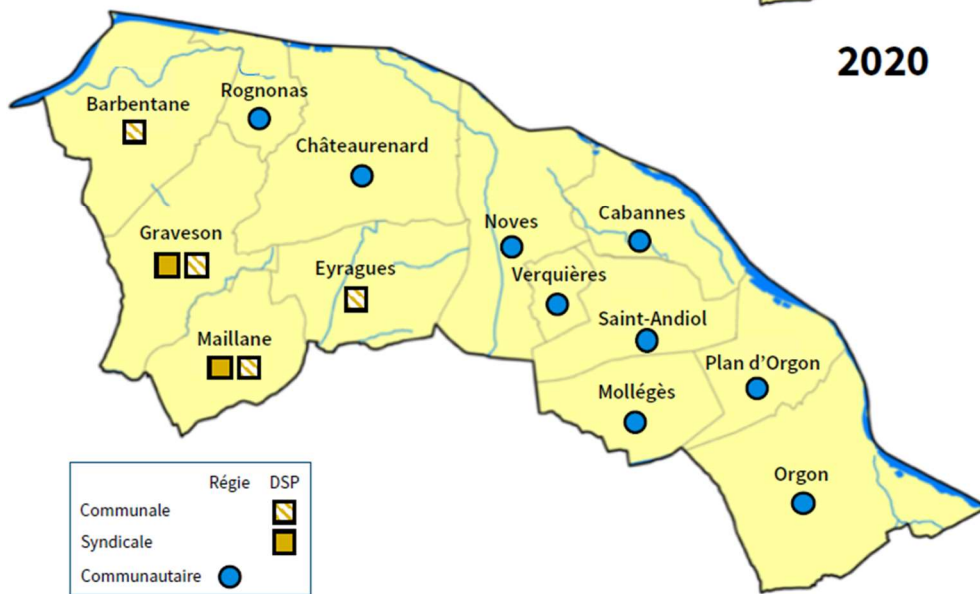 2020
Barbentane
Rognonas
Châteaurenard
Graveson
Noves
Cabannes
Eyragues
Verquières
Maillane
Saint-Andiol
Plan d'Orgon
Mollégès
Orgon
Régie DSP
Communale
Syndicale
Communautaire